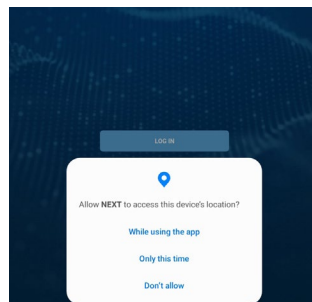 LOG IN
Allow NEXT to access this device's location?
While using the app
Only this time
Don't allow